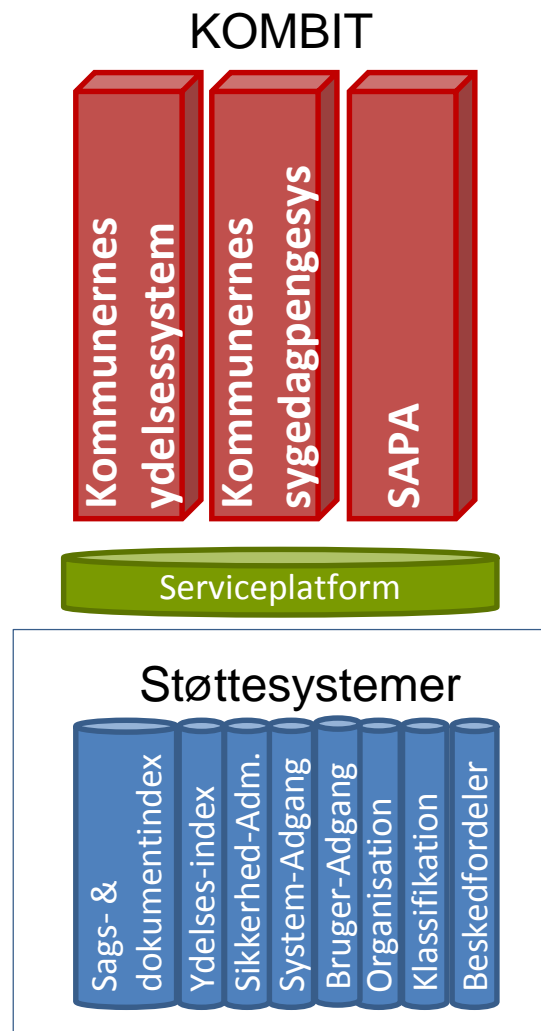 KOMBIT
Kommunernes
ydelsessystem
Kommunernes
sygedagpengesys
SAPA
Serviceplatform
Støttesystemer
Sags- &
dokumentindex
Ydelses-index
Sikkerhed-Adm.
System-Adgang
Bruger-Adgang
Organisation
Klassifikation
Beskedfordeler